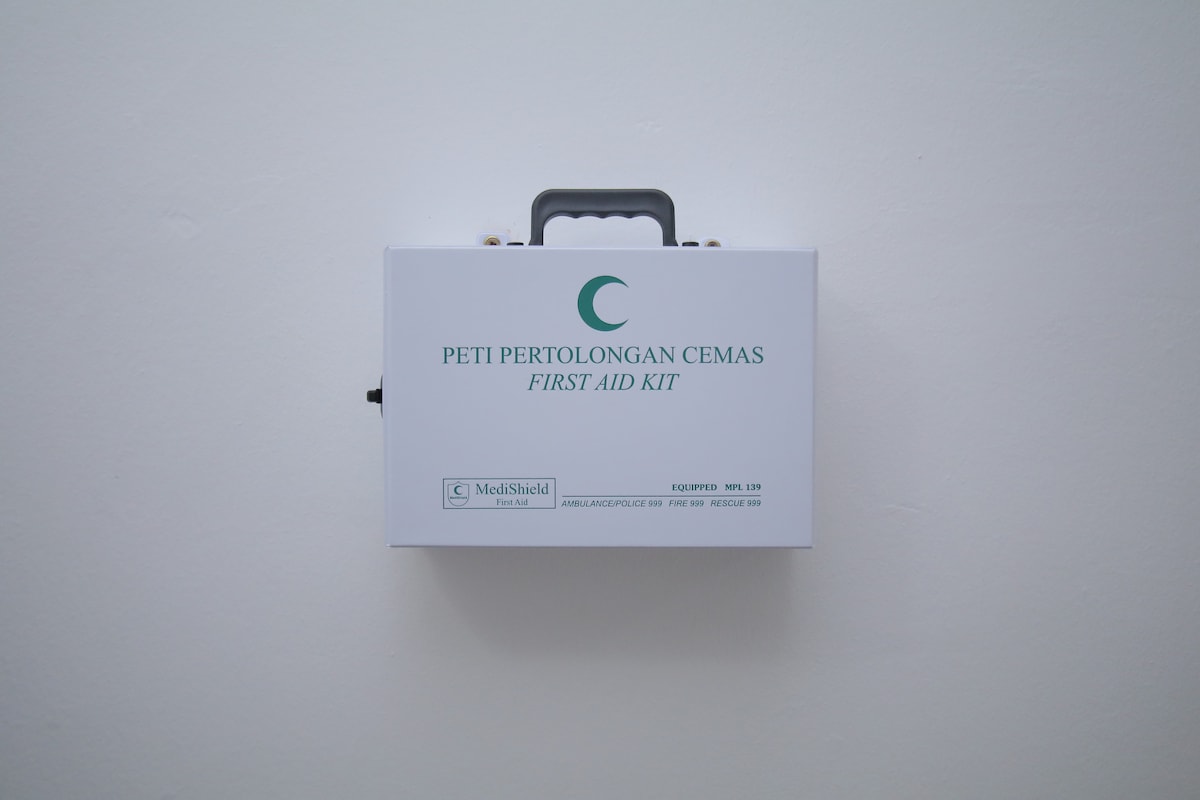 PETI PERTOLONGAN CEMAS
FIRST AID KIT
MediShield
First Aid
EQUIPPED MPL 139
AMBULANCE/POLICE 999 FIRE 999 RESCUE 999